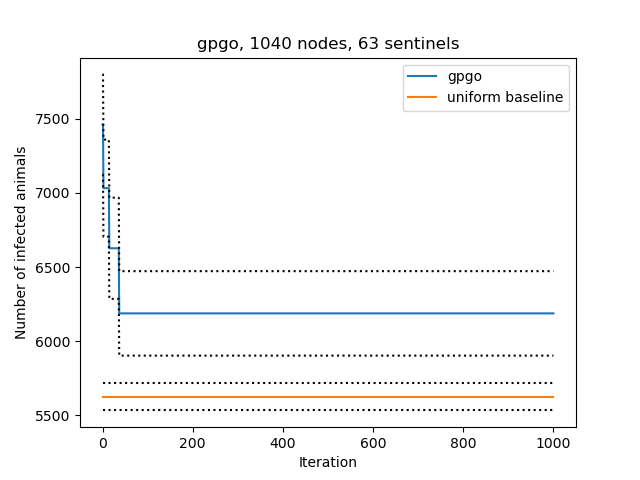 gpgo, 1040 nodes, 63 sentinels
gpgo
uniform baseline
Number of infected animals
7500
7000
6500
6000
5500
0 200 400 600 800 1000
Iteration